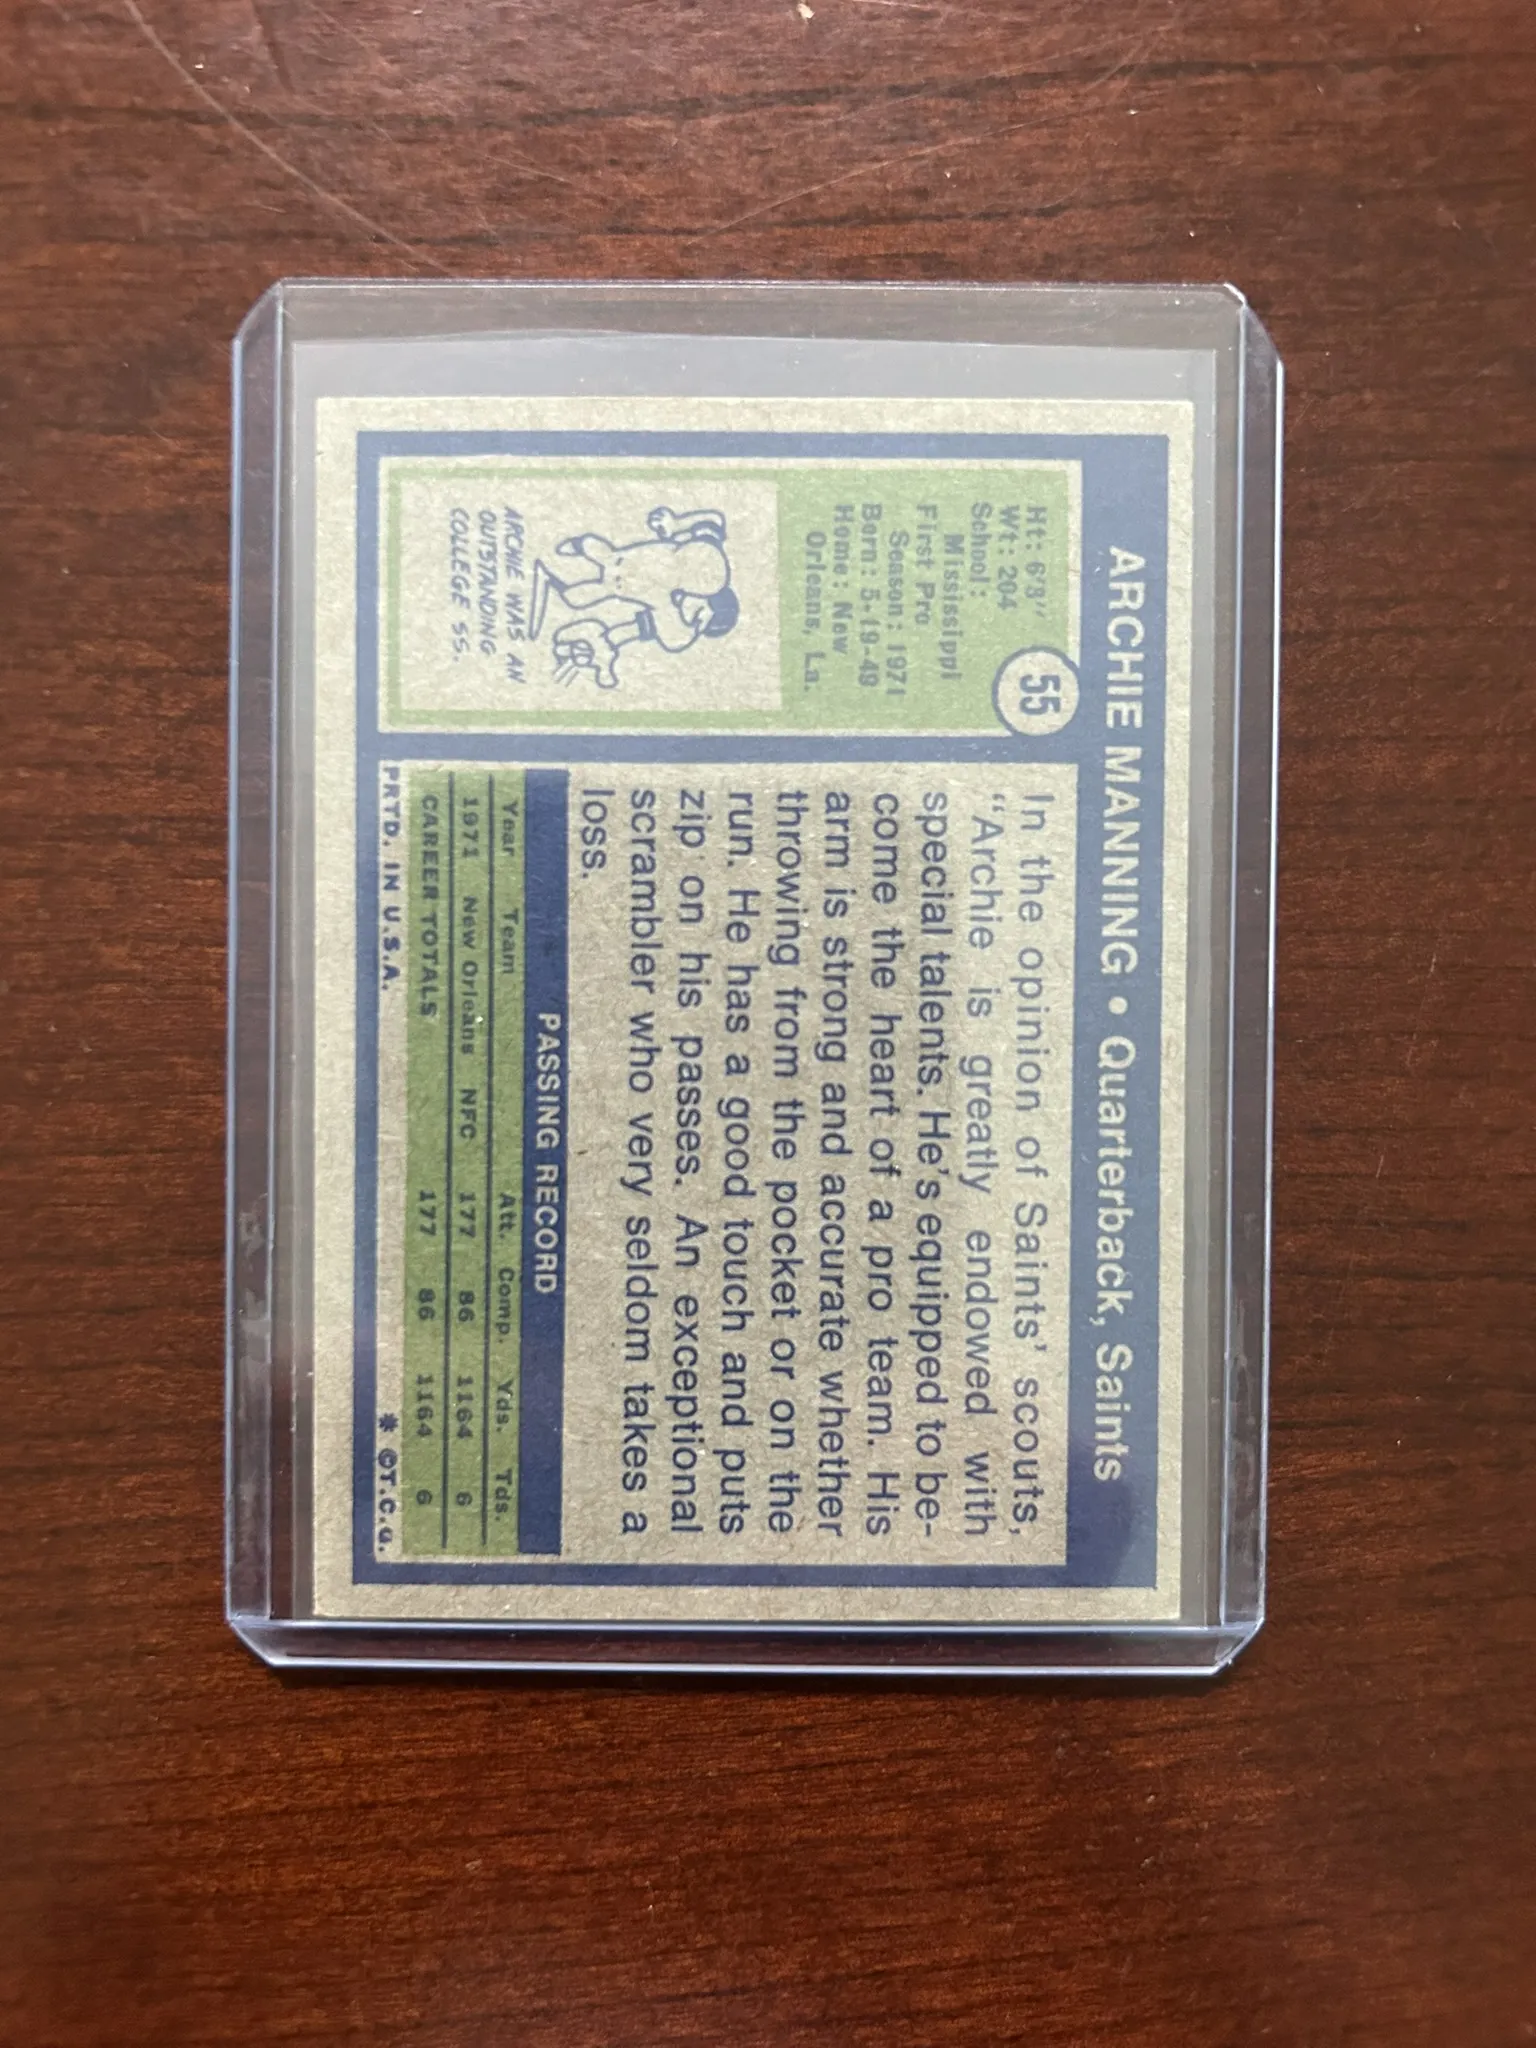 ARCHIE MANNING • Quarterback, Saints
55
Ht: 6'3"
Wt: 204
School:
Mississippi
First Pro
Season: 1971
Born: 5-19-49
Home: New
Orleans, La.
ARCHIE WAS AN
OUTSTANDING
COLLEGE SS.
In the opinion of Saints' scouts,
“Archie is greatly endowed with
special talents. He's equipped to be-
come the heart of a pro team. His
arm is strong and accurate whether
throwing from the pocket or on the
run. He has a good touch and puts
zip on his passes. An exceptional
scrambler who very seldom takes a
loss.
PASSING RECORD
Year Team Att. Comp. Yds. Tds.
1971 New Orleans NFC 177 86 1164 6
CAREER TOTALS 177 86 1164 6
PRTD. IN U.S.A. * ©T.C.G.